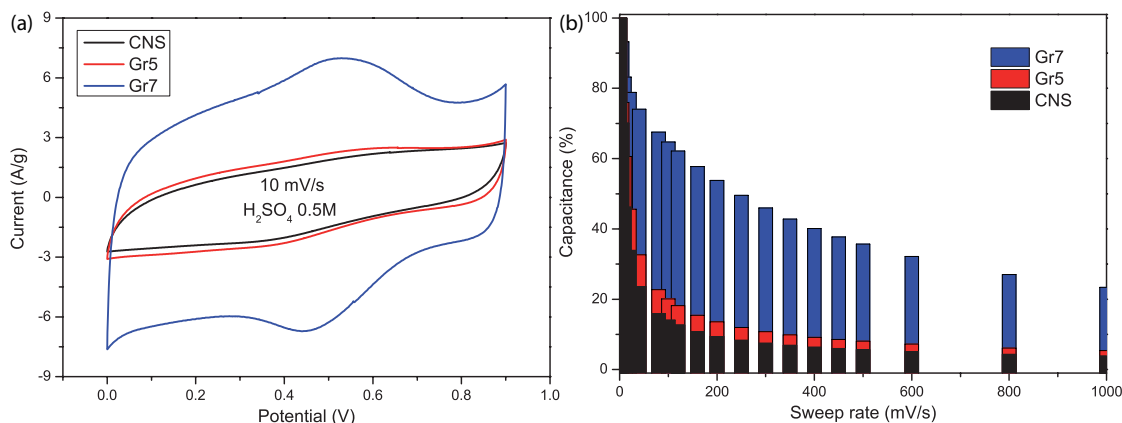 (a)
CNS
Gr5
Gr7
10 mV/s
H₂SO₄ 0.5M
9
6
3
0
-3
-6
-9
Current (A/g)
0.0 0.2 0.4 0.6 0.8 1.0
Potential (V)
(b)
Gr7
Gr5
CNS
100
80
60
40
20
0
Capacitance (%)
0 200 400 600 800 1000
Sweep rate (mV/s)